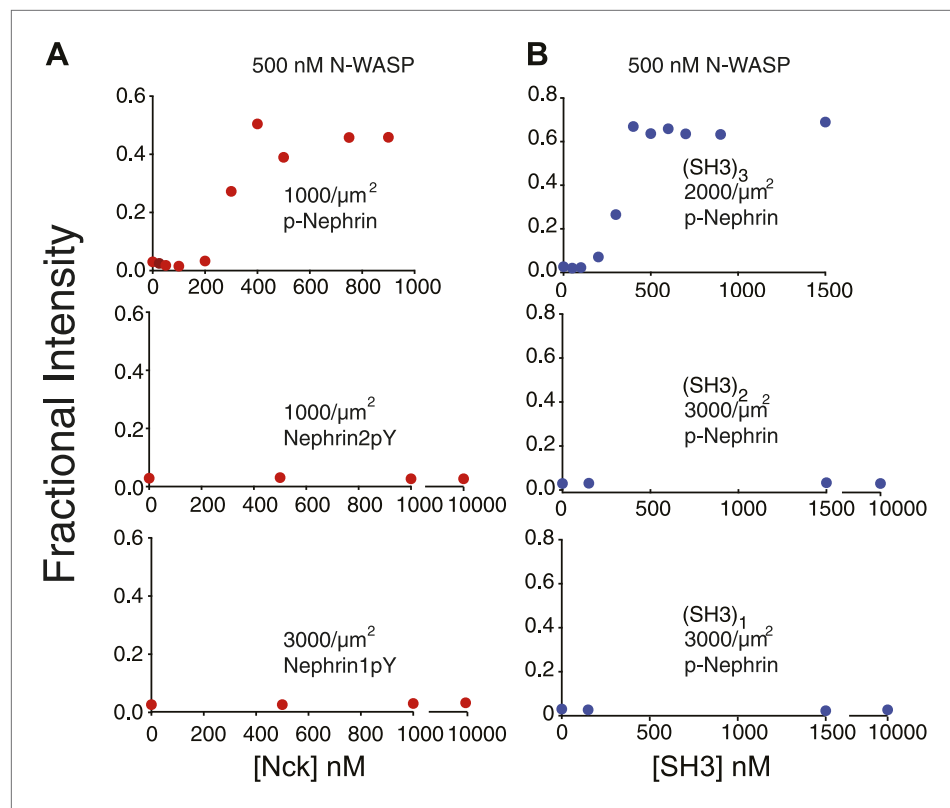 A
500 nM N-WASP
B
500 nM N-WASP
Fractional Intensity
0.6
0.4
0.2
0.0
1000/µm²
p-Nephrin
0 200 400 600 800 1000
0.8
0.6
0.4
0.2
0.0
(SH3)₃
2000/µm²
p-Nephrin
0 500 1000 1500
0.6
0.4
0.2
0.0
1000/µm²
Nephrin2pY
0 200 400 600 800 1000 10000
0.8
0.6
0.4
0.2
0.0
(SH3)₂
3000/µm²
p-Nephrin
0 500 1000 1500 10000
0.6
0.4
0.2
0.0
3000/µm²
Nephrin1pY
0 200 400 600 800 1000 10000
[Nck] nM
0.8
0.6
0.4
0.2
0.0
(SH3)₁
3000/µm²
p-Nephrin
0 500 1000 1500 10000
[SH3] nM